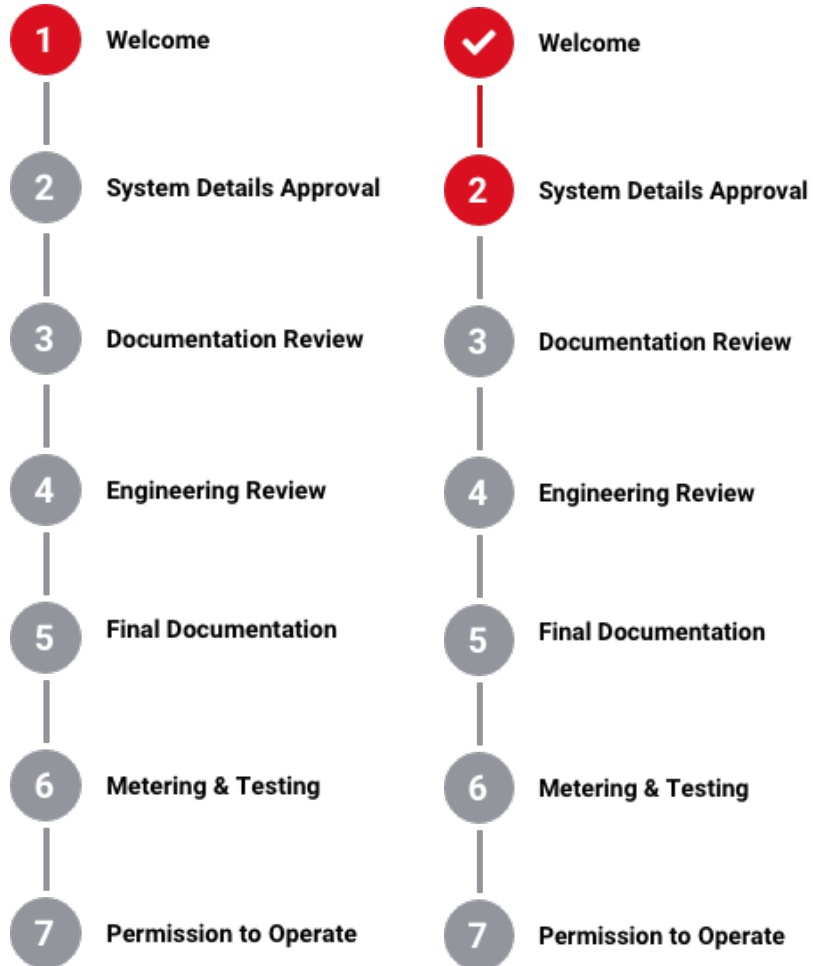 1 Welcome
2 System Details Approval
3 Documentation Review
4 Engineering Review
5 Final Documentation
6 Metering & Testing
7 Permission to Operate
Welcome
2 System Details Approval
3 Documentation Review
4 Engineering Review
5 Final Documentation
6 Metering & Testing
7 Permission to Operate